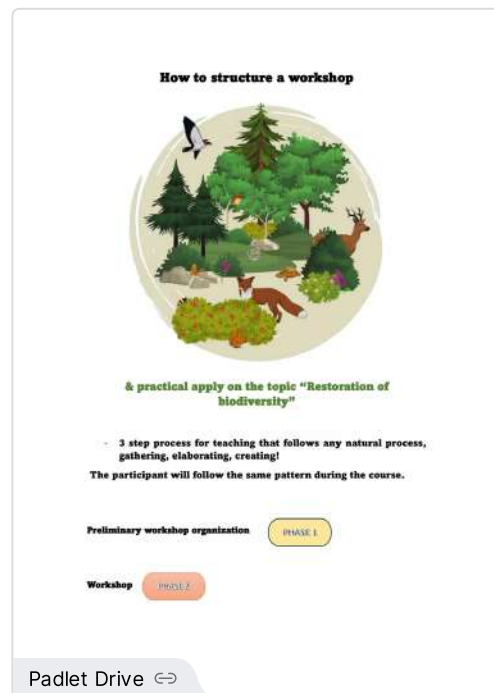 How to structure a workshop
& practical apply on the topic “Restoration of
biodiversity”
- 3 step process for teaching that follows any natural process,
gathering, elaborating, creating!
The participant will follow the same pattern during the course.
Preliminary workshop organization
PHASE 1
Workshop
PHASE 2
Padlet Drive